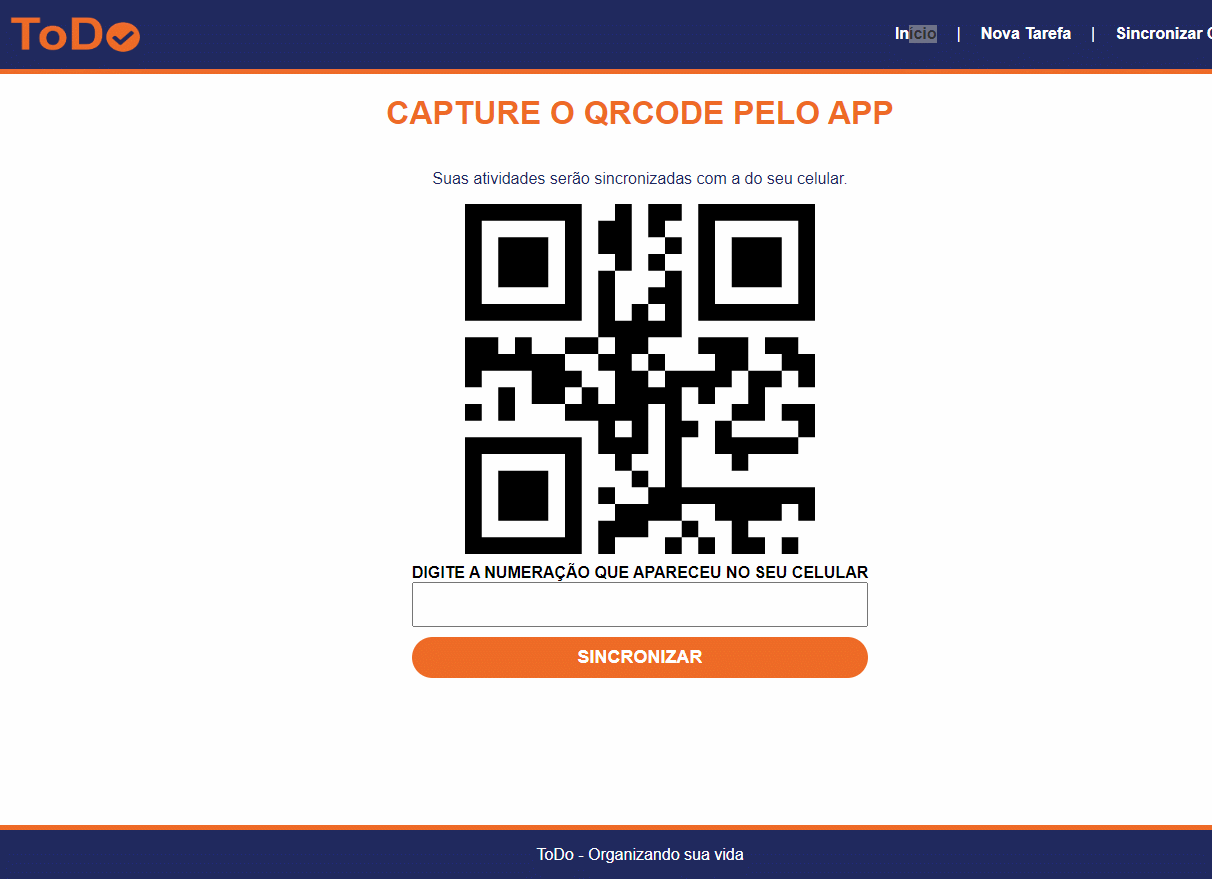 ToDo
Início | Nova Tarefa | Sincronizar
CAPTURE O QRCODE PELO APP
Suas atividades serão sincronizadas com a do seu celular.
DIGITE A NUMERAÇÃO QUE APARECEU NO SEU CELULAR
SINCRONIZAR
ToDo - Organizando sua vida